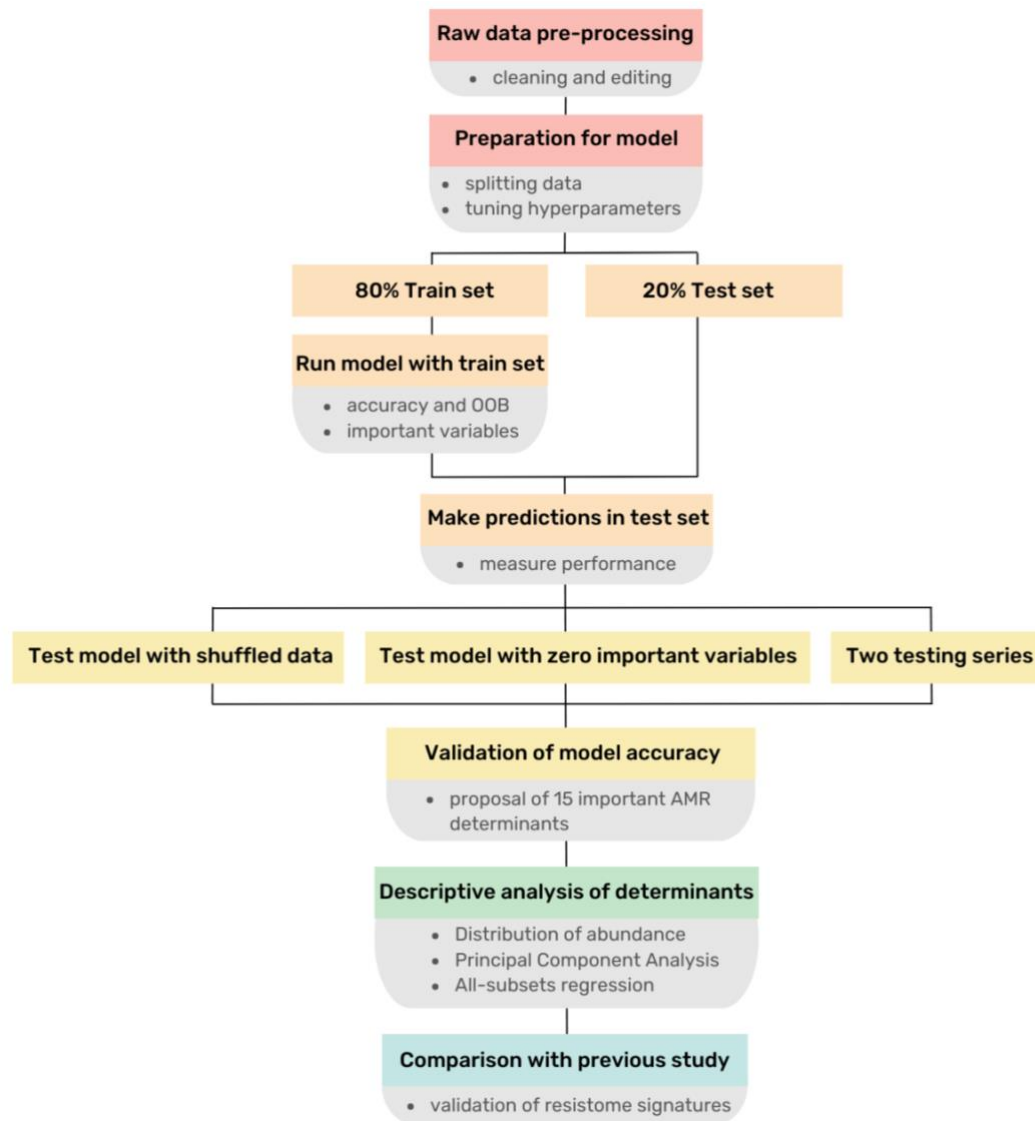 Raw data pre-processing
• cleaning and editing
Preparation for model
• splitting data
• tuning hyperparameters
80% Train set
20% Test set
Run model with train set
• accuracy and OOB
• important variables
Make predictions in test set
• measure performance
Test model with shuffled data
Test model with zero important variables
Two testing series
Validation of model accuracy
• proposal of 15 important AMR
determinants
Descriptive analysis of determinants
• Distribution of abundance
• Principal Component Analysis
• All-subsets regression
Comparison with previous study
• validation of resistome signatures